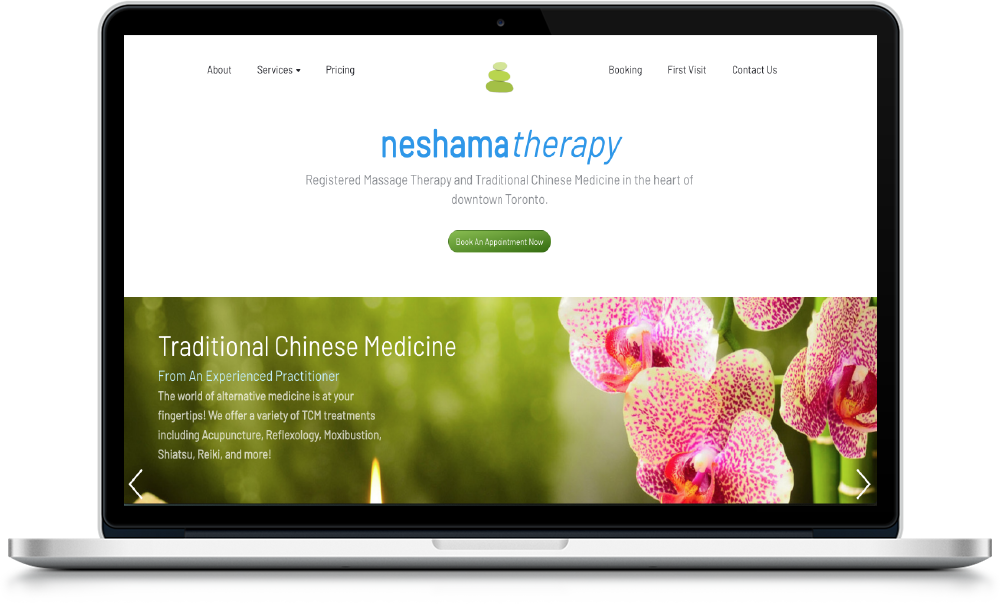 About Services Pricing Booking First Visit Contact Us
neshamatherapy
Registered Massage Therapy and Traditional Chinese Medicine in the heart of
downtown Toronto.
Book An Appointment Now
Traditional Chinese Medicine
From An Experienced Practitioner
The world of alternative medicine is at your
fingertips! We offer a variety of TCM treatments
including Acupuncture, Reflexology, Moxibustion,
Shiatsu, Reiki, and more!